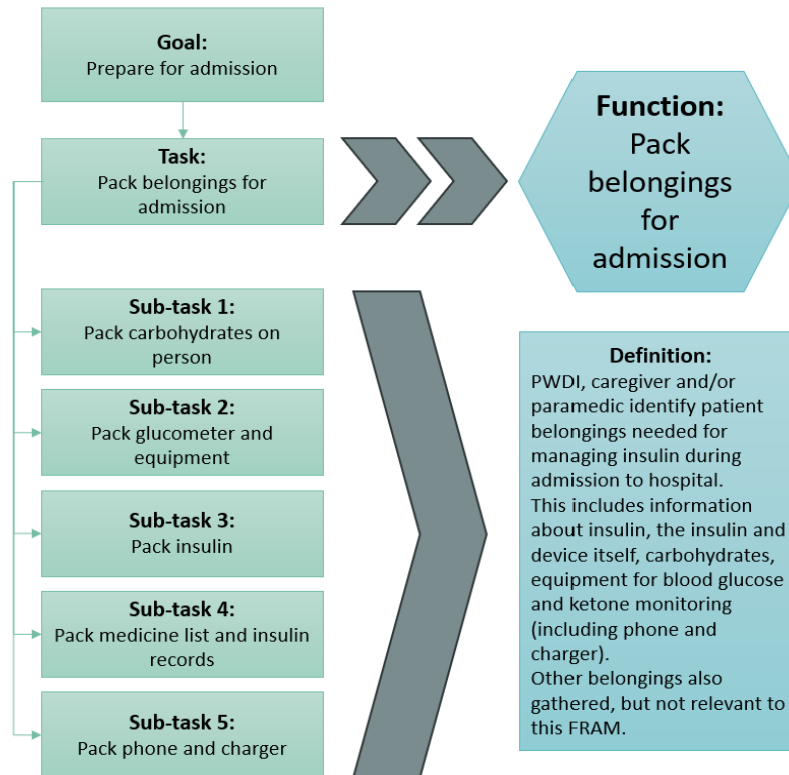 Goal:
Prepare for admission
Task:
Pack belongings for
admission
Sub-task 1:
Pack carbohydrates on
person
Sub-task 2:
Pack glucometer and
equipment
Sub-task 3:
Pack insulin
Sub-task 4:
Pack medicine list and insulin
records
Sub-task 5:
Pack phone and charger
Function:
Pack
belongings
for
admission
Definition:
PWDI, caregiver and/or
paramedic identify patient
belongings needed for
managing insulin during
admission to hospital.
This includes information
about insulin, the insulin and
device itself, carbohydrates,
equipment for blood glucose
and ketone monitoring
(including phone and
charger).
Other belongings also
gathered, but not relevant to
this FRAM.